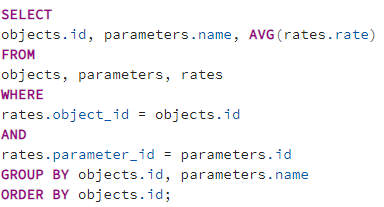 SELECT
objects.id, parameters.name, AVG(rates.rate)
FROM
objects, parameters, rates
WHERE
rates.object_id = objects.id
AND
rates.parameter_id = parameters.id
GROUP BY objects.id, parameters.name
ORDER BY objects.id;